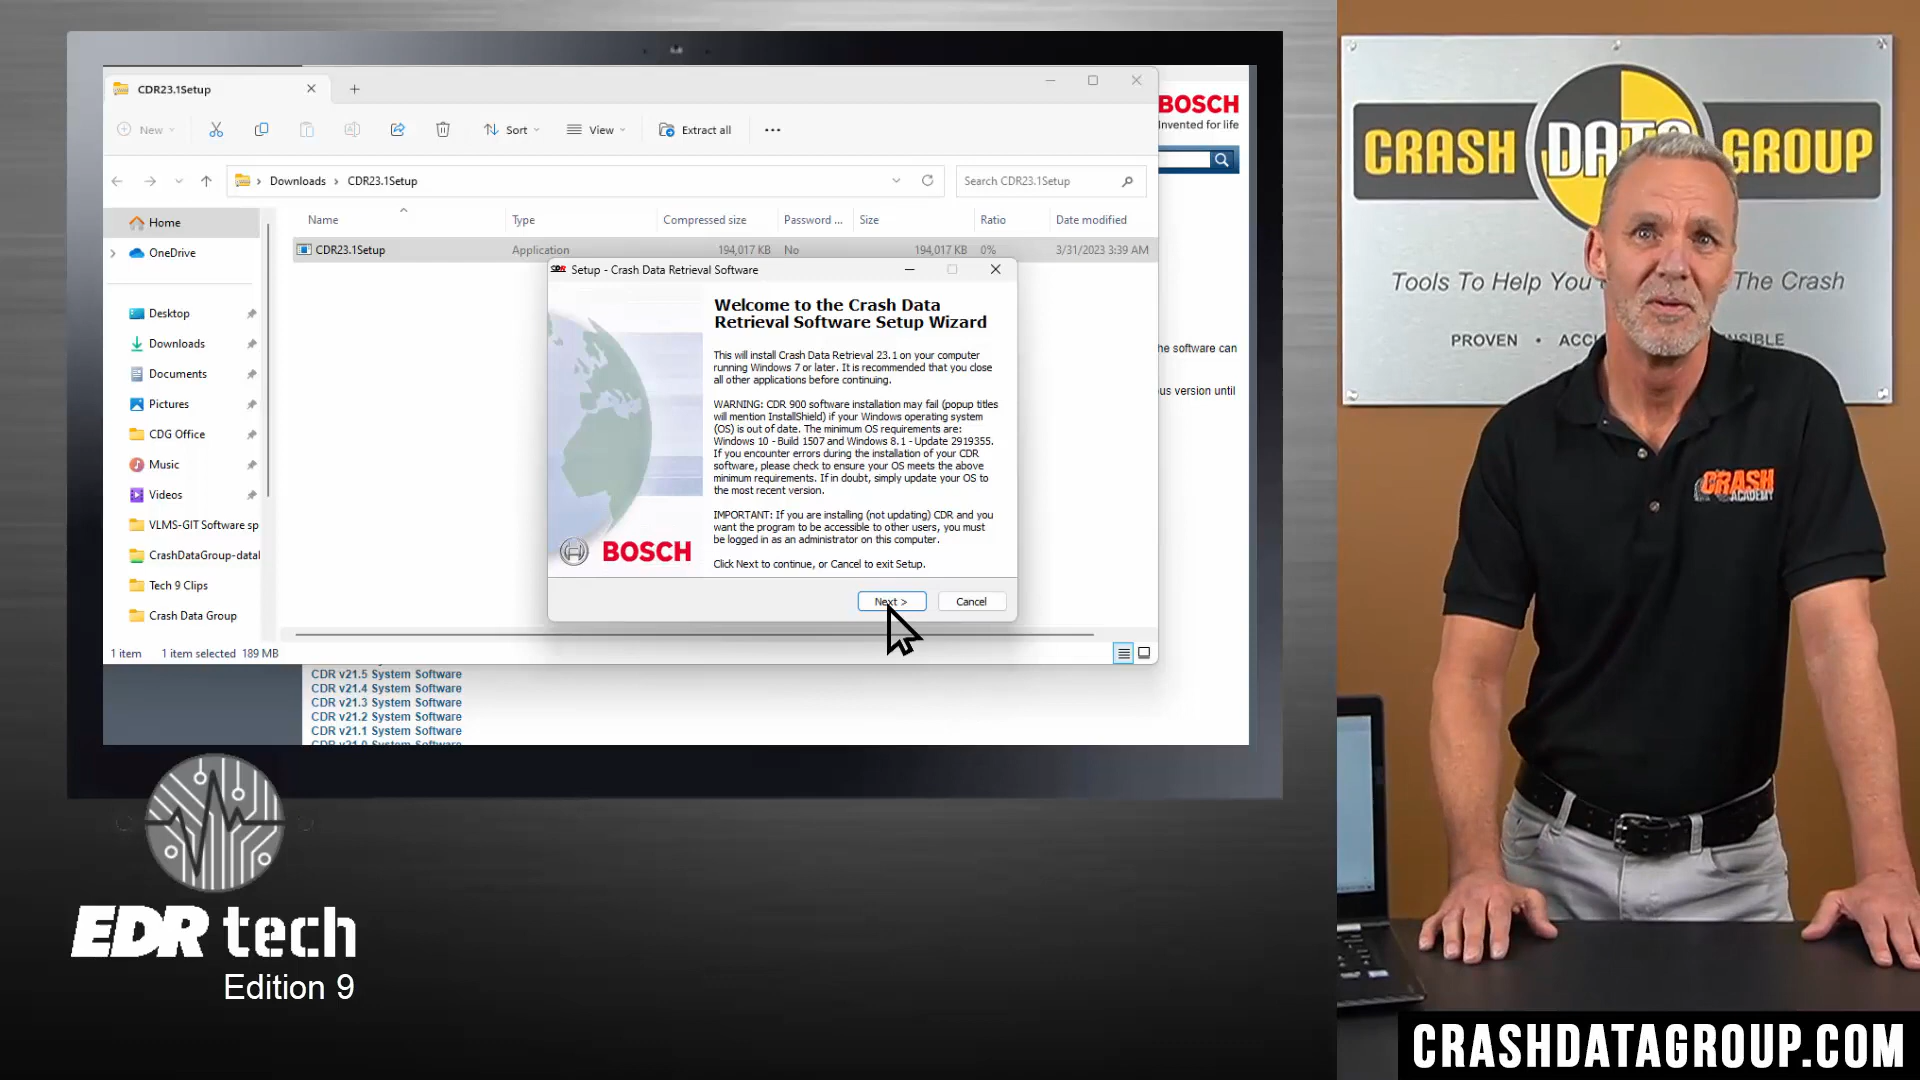 CDR23.1Setup
New
Sort
View
Extract all
Downloads
CDR23.1Setup
Search CDR23.1Setup
Name
Type
Compressed size
Password ...
Size
Ratio
Date modified
CDR23.1Setup
Application
194,017 KB
No
194,017 KB
0%
3/31/2023 3:39 AM
Home
OneDrive
Desktop
Downloads
Documents
Pictures
CDG Office
Music
Videos
VLMS-GIT Software sp
CrashDataGroup-datal
Tech 9 Clips
Crash Data Group
1 item
1 item selected 189 MB
CDR
Setup - Crash Data Retrieval Software
Welcome to the Crash Data
Retrieval Software Setup Wizard
This will install Crash Data Retrieval 23.1 on your computer
running Windows 7 or later. It is recommended that you close
all other applications before continuing.
WARNING: CDR 900 software installation may fail (popup titles
will mention InstallShield) if your Windows operating system
(OS) is out of date. The minimum OS requirements are:
Windows 10 - Build 1507 and Windows 8.1 - Update 2919355.
If you encounter errors during the installation of your CDR
software, please check to ensure your OS meets the above
minimum requirements. If in doubt, simply update your OS to
the most recent version.
IMPORTANT: If you are installing (not updating) CDR and you
want the program to be accessible to other users, you must
be logged in as an administrator on this computer.
Click Next to continue, or Cancel to exit Setup.
BOSCH
Next >
Cancel
BOSCH
Invented for life
he software can
us version until
CDR v21.5 System Software
CDR v21.4 System Software
CDR v21.3 System Software
CDR v21.2 System Software
CDR v21.1 System Software
CDR v21.0 System Software
EDR tech
Edition 9
CRASH DATA GROUP
Tools To Help You The Crash
PROVEN • ACC SIBLE
CRASH
ACADEMY
CRASHDATAGROUP.COM